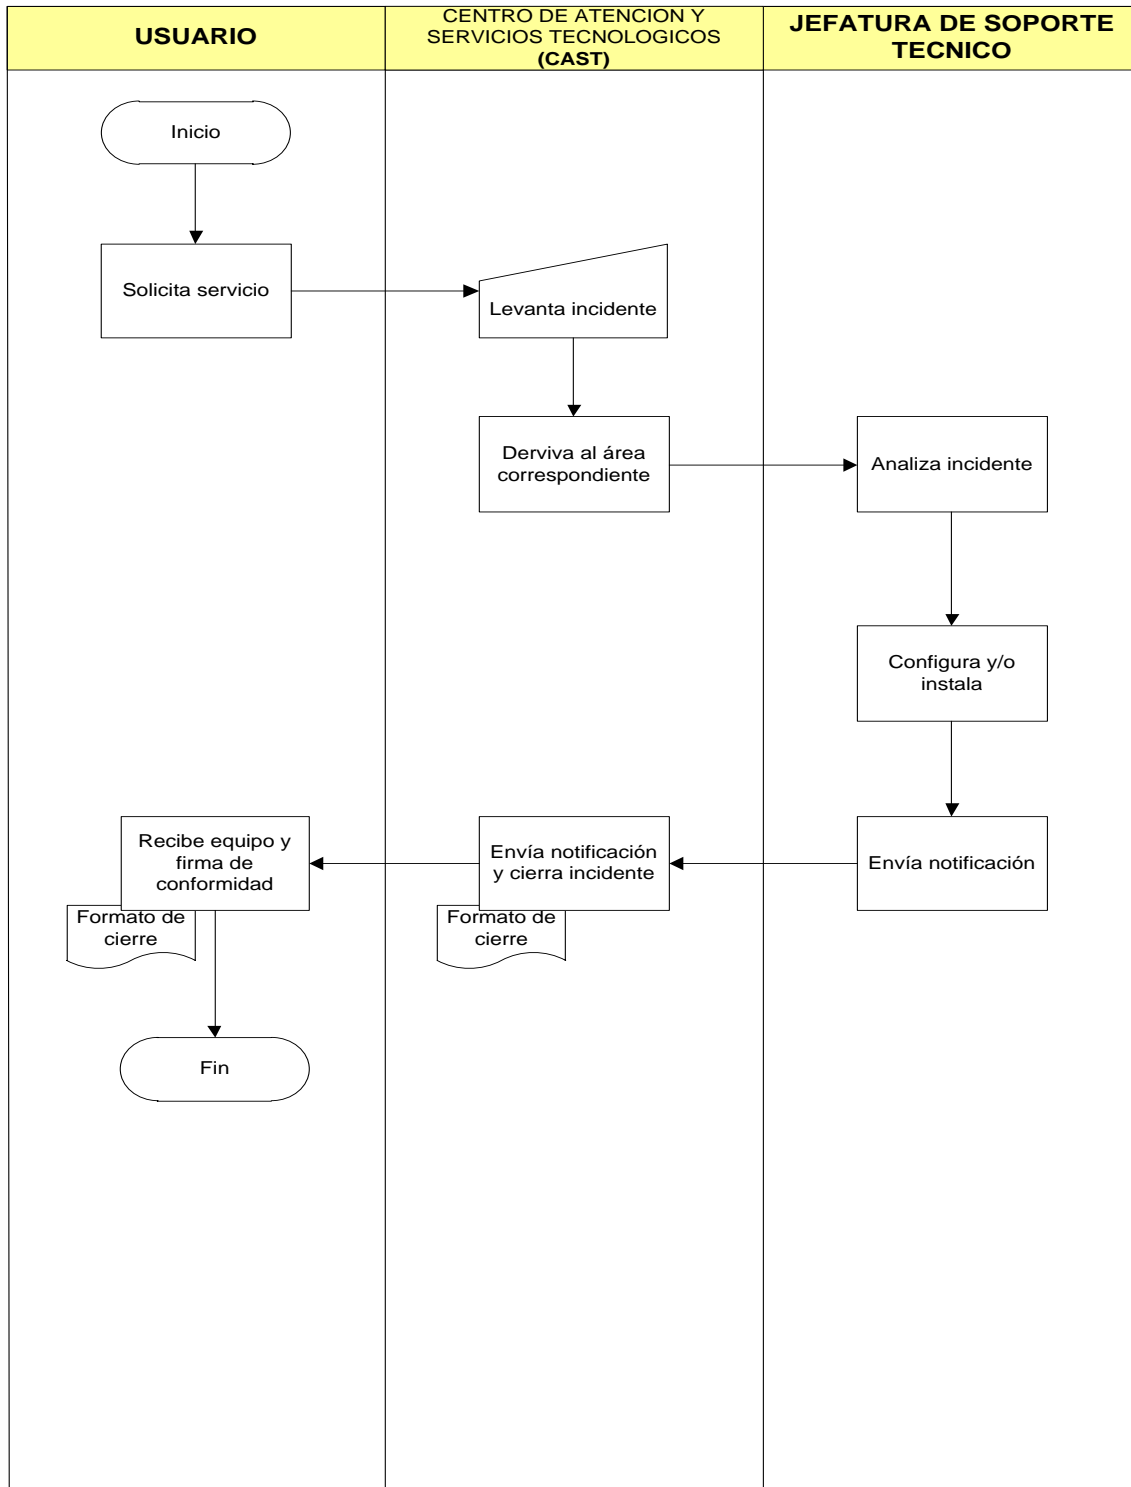 USUARIO
CENTRO DE ATENCION Y
SERVICIOS TECNOLOGICOS
(CAST)
JEFATURA DE SOPORTE
TECNICO
Inicio
Solicita servicio
Levanta incidente
Derviva al área
correspondiente
Analiza incidente
Configura y/o
instala
Envía notificación
Envía notificación
y cierra incidente
Formato de
cierre
Recibe equipo y
firma de
conformidad
Formato de
cierre
Fin